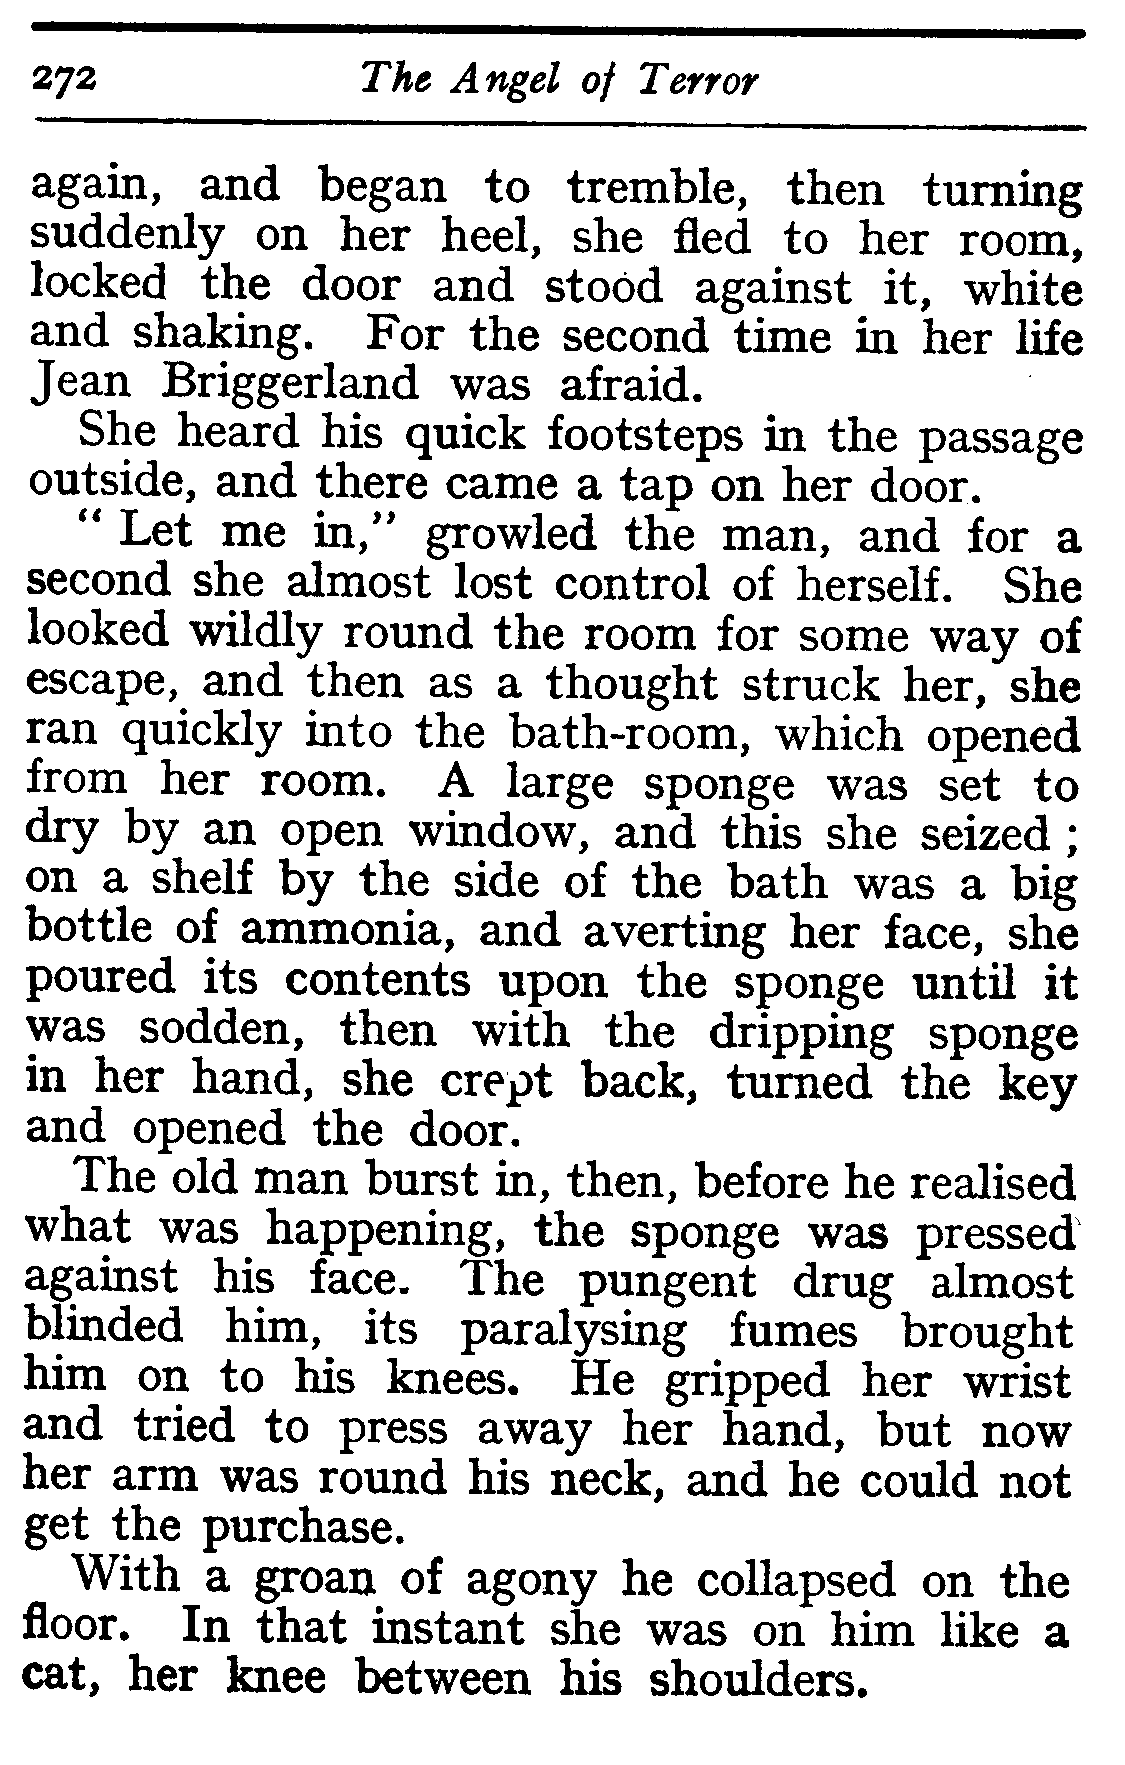 272 The Angel of Terror
again, and began to tremble, then turning
suddenly on her heel, she fled to her room,
locked the door and stood against it, white
and shaking. For the second time in her life
Jean Briggerland was afraid.
She heard his quick footsteps in the passage
outside, and there came a tap on her door.
“ Let me in,” growled the man, and for a
second she almost lost control of herself. She
looked wildly round the room for some way of
escape, and then as a thought struck her, she
ran quickly into the bath-room, which opened
from her room. A large sponge was set to
dry by an open window, and this she seized ;
on a shelf by the side of the bath was a big
bottle of ammonia, and averting her face, she
poured its contents upon the sponge until it
was sodden, then with the dripping sponge
in her hand, she crept back, turned the key
and opened the door.
The old man burst in, then, before he realised
what was happening, the sponge was pressed
against his face. The pungent drug almost
blinded him, its paralysing fumes brought
him on to his knees. He gripped her wrist
and tried to press away her hand, but now
her arm was round his neck, and he could not
get the purchase.
With a groan of agony he collapsed on the
floor. In that instant she was on him like a
cat, her knee between his shoulders.